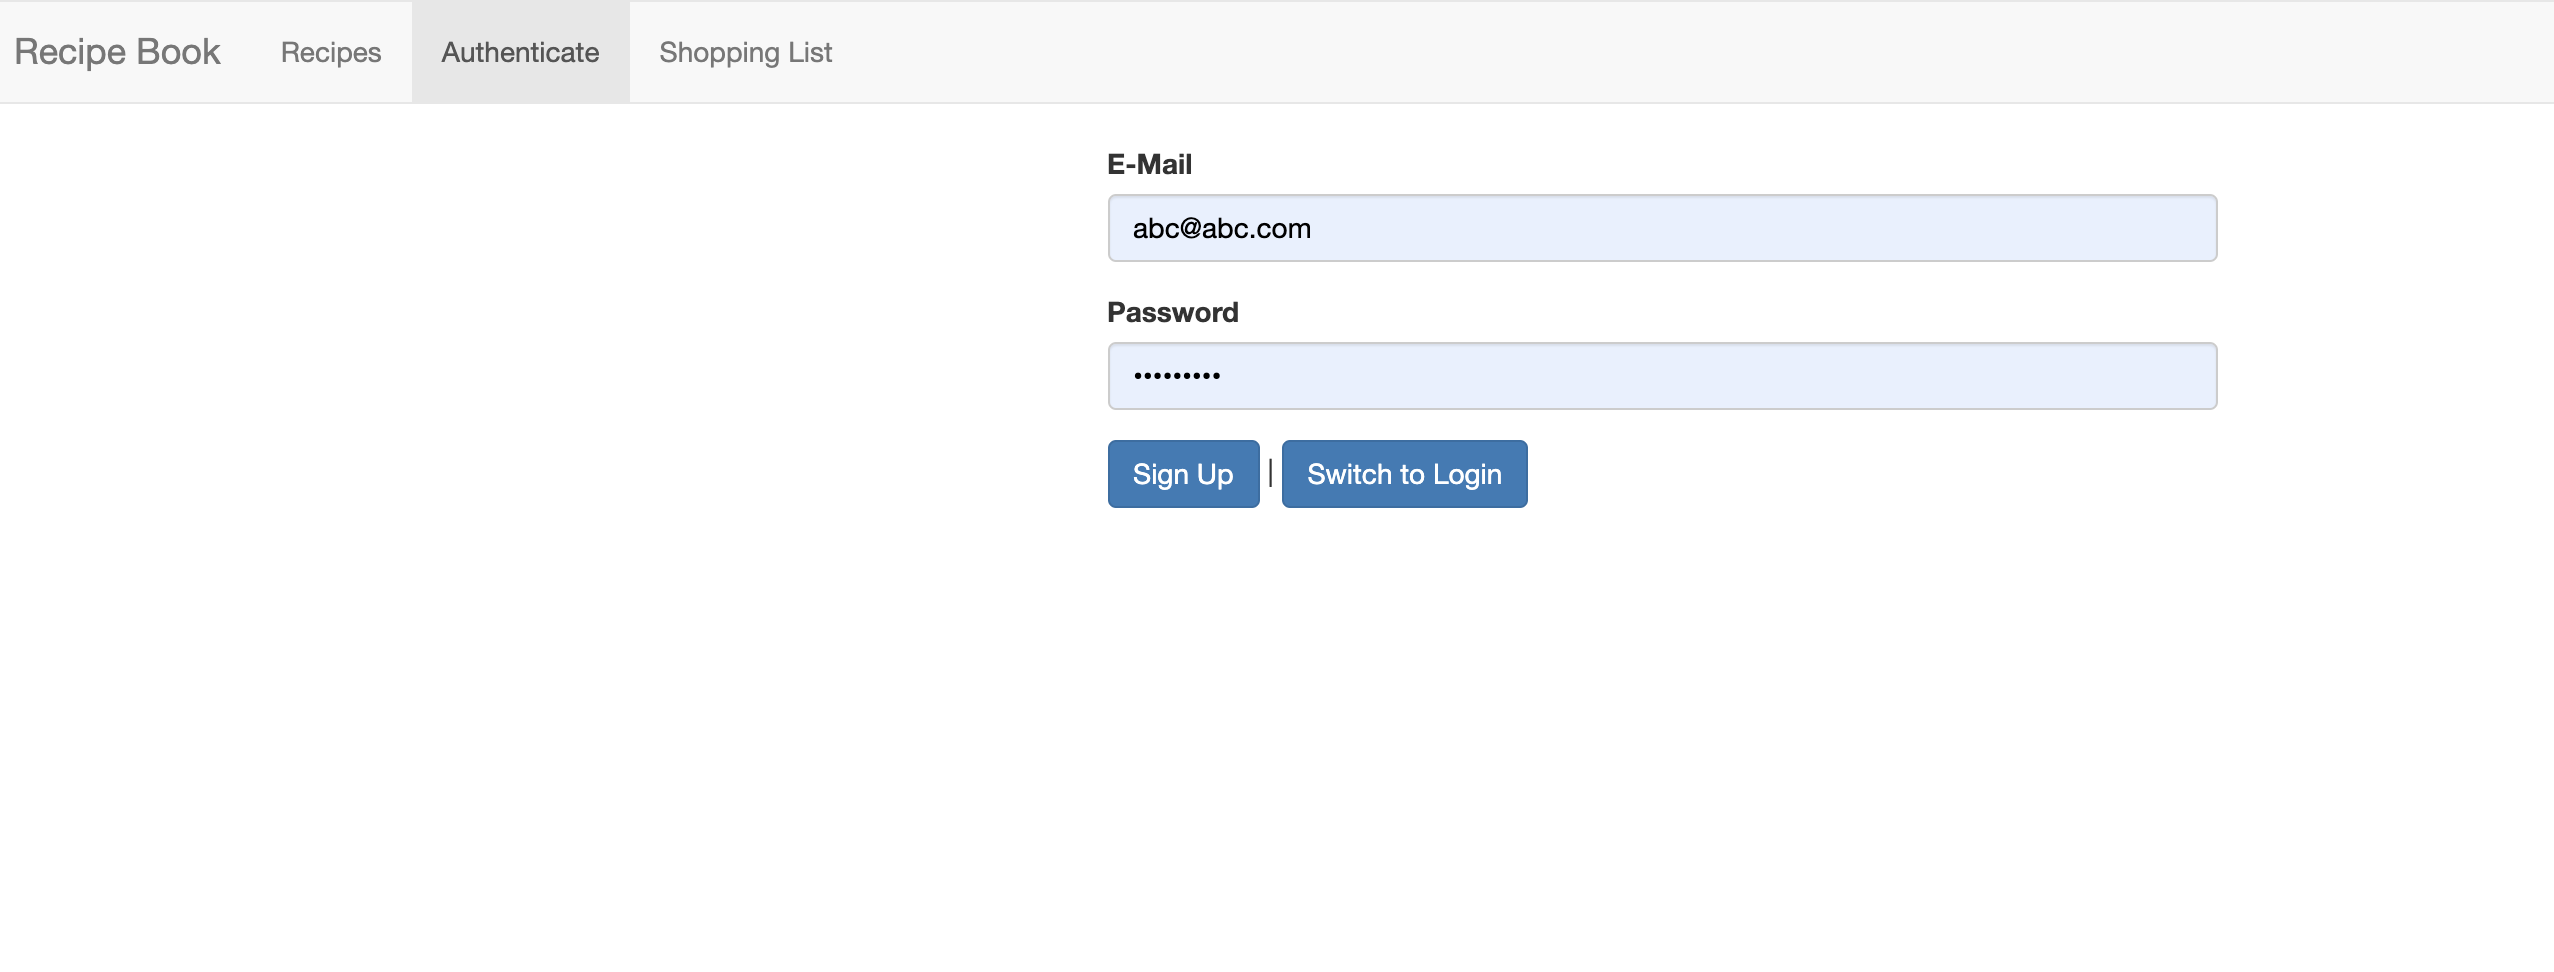 Recipe Book Recipes Authenticate Shopping List
E-Mail
abc@abc.com
Password
•••••••••
Sign Up | Switch to Login